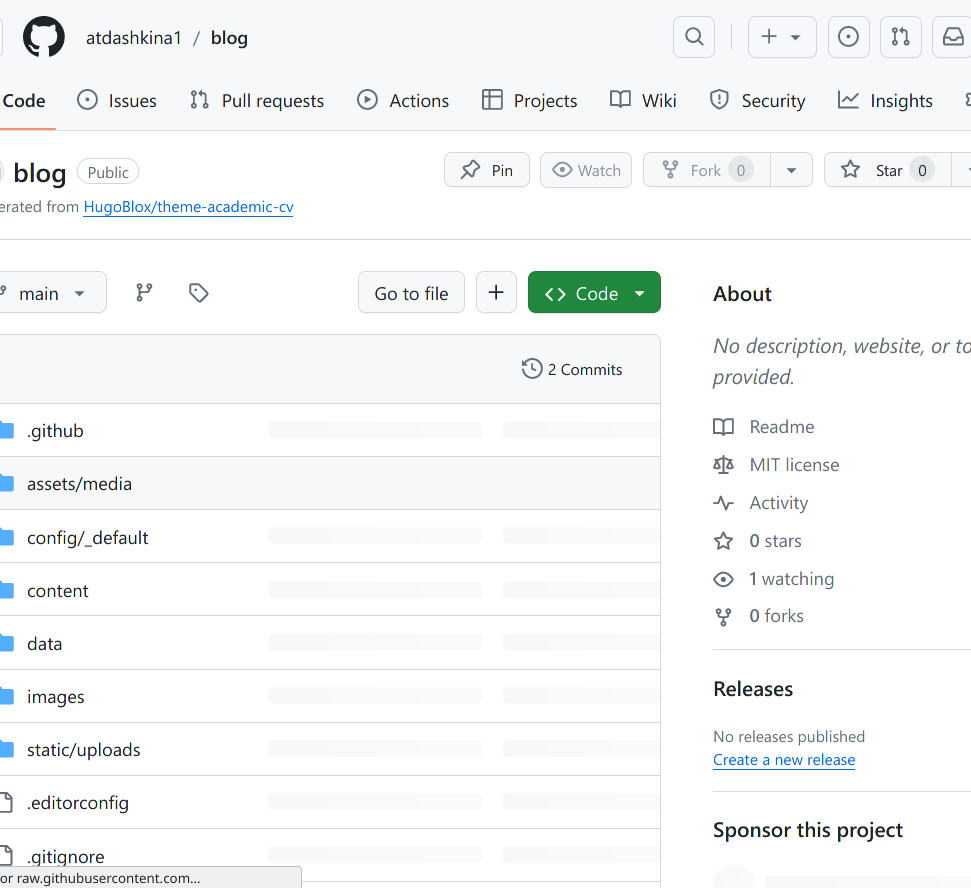 atdashkina1 / blog
Code Issues Pull requests Actions Projects Wiki Security Insights
blog Public Pin Watch Fork 0 Star 0
erated from HugoBlox/theme-academic-cv
main Go to file Code
2 Commits
.github
assets/media
config/_default
content
data
images
static/uploads
.editorconfig
.gitignore
or raw.githubusercontent.com...
About
No description, website, or to
provided.
Readme
MIT license
Activity
0 stars
1 watching
0 forks
Releases
No releases published
Create a new release
Sponsor this project